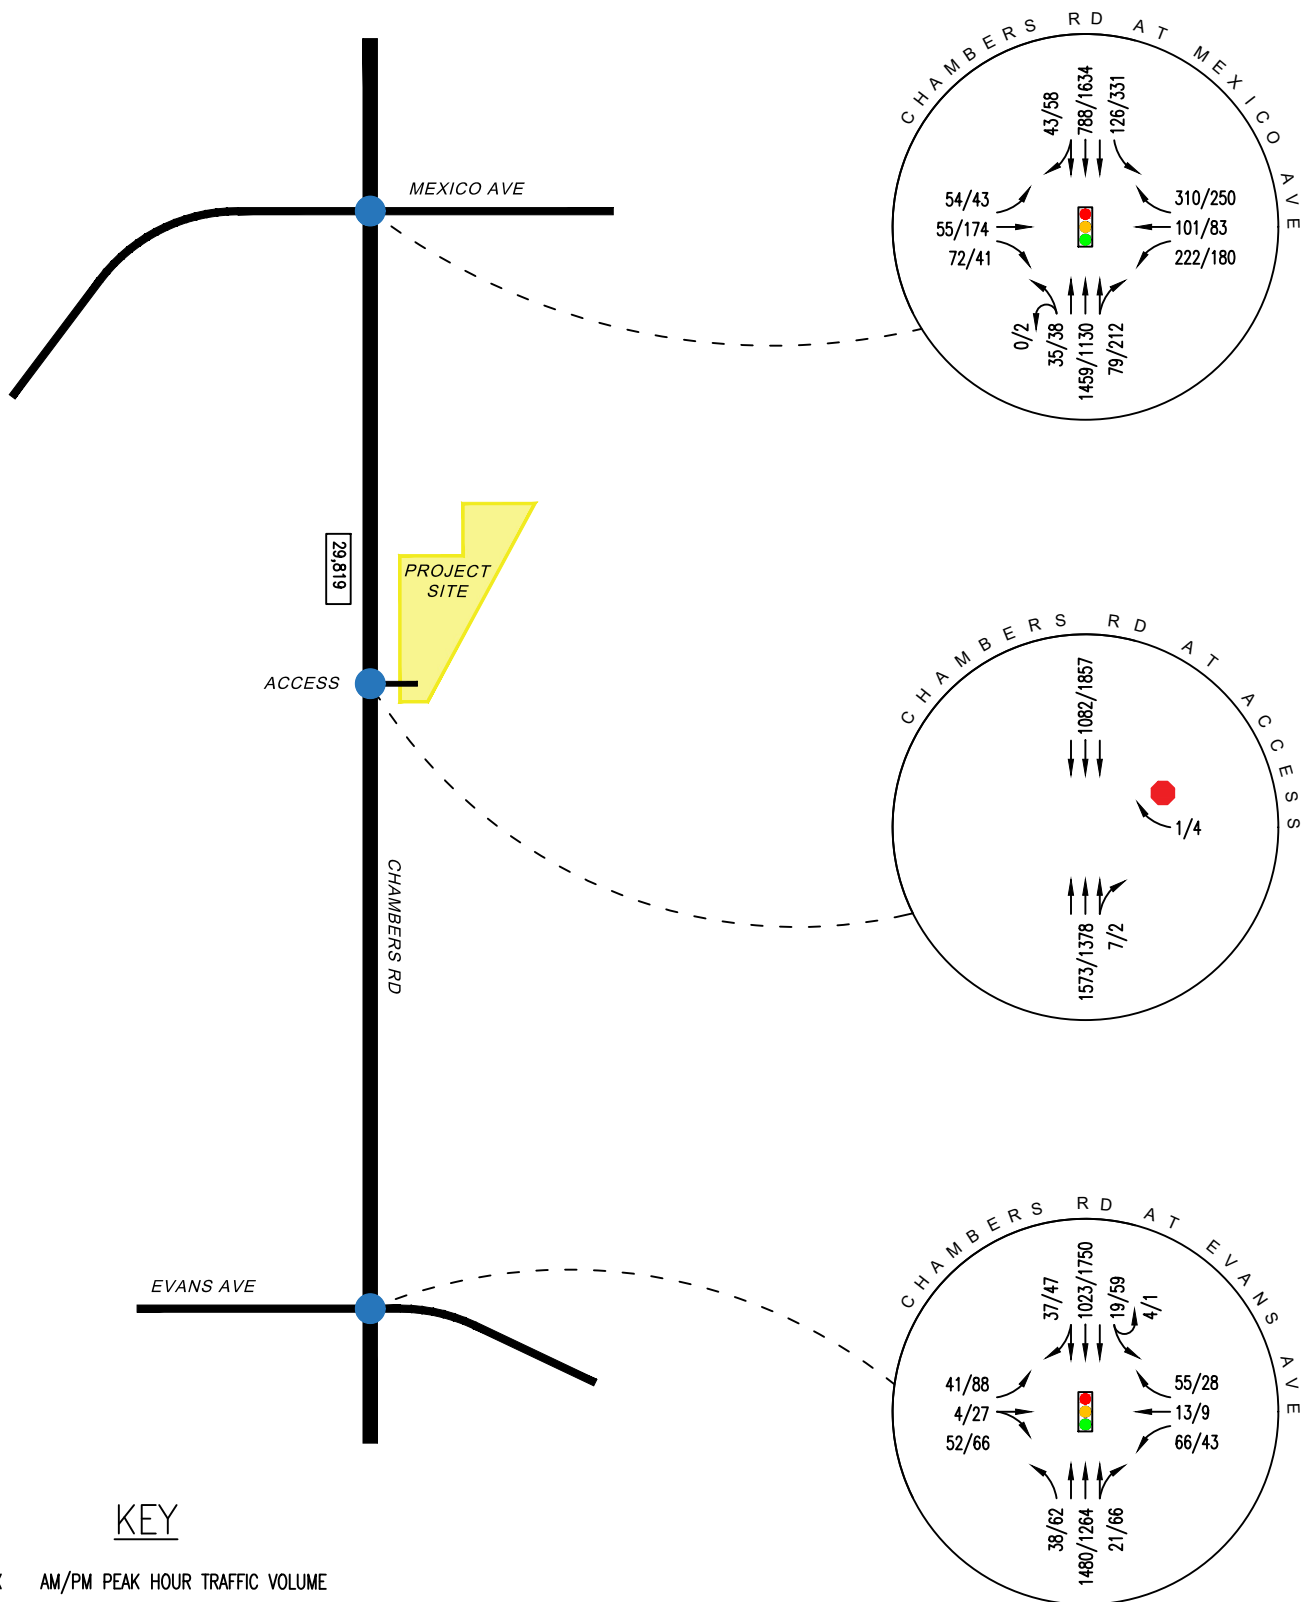 CHAMBERS RD AT MEXICO AVE
43/58
788/1634
126/331
54/43
55/174
72/41
310/250
101/83
222/180
0/2
35/38
1459/1130
79/212
MEXICO AVE
29,819
PROJECT
SITE
ACCESS
CHAMBERS RD
CHAMBERS RD AT ACCESS
1082/1857
1/4
1573/1378
7/2
EVANS AVE
CHAMBERS RD AT EVANS AVE
37/47
1023/1750
19/59
4/1
41/88
4/27
52/66
55/28
13/9
66/43
38/62
1480/1264
21/66
KEY
AM/PM PEAK HOUR TRAFFIC VOLUME